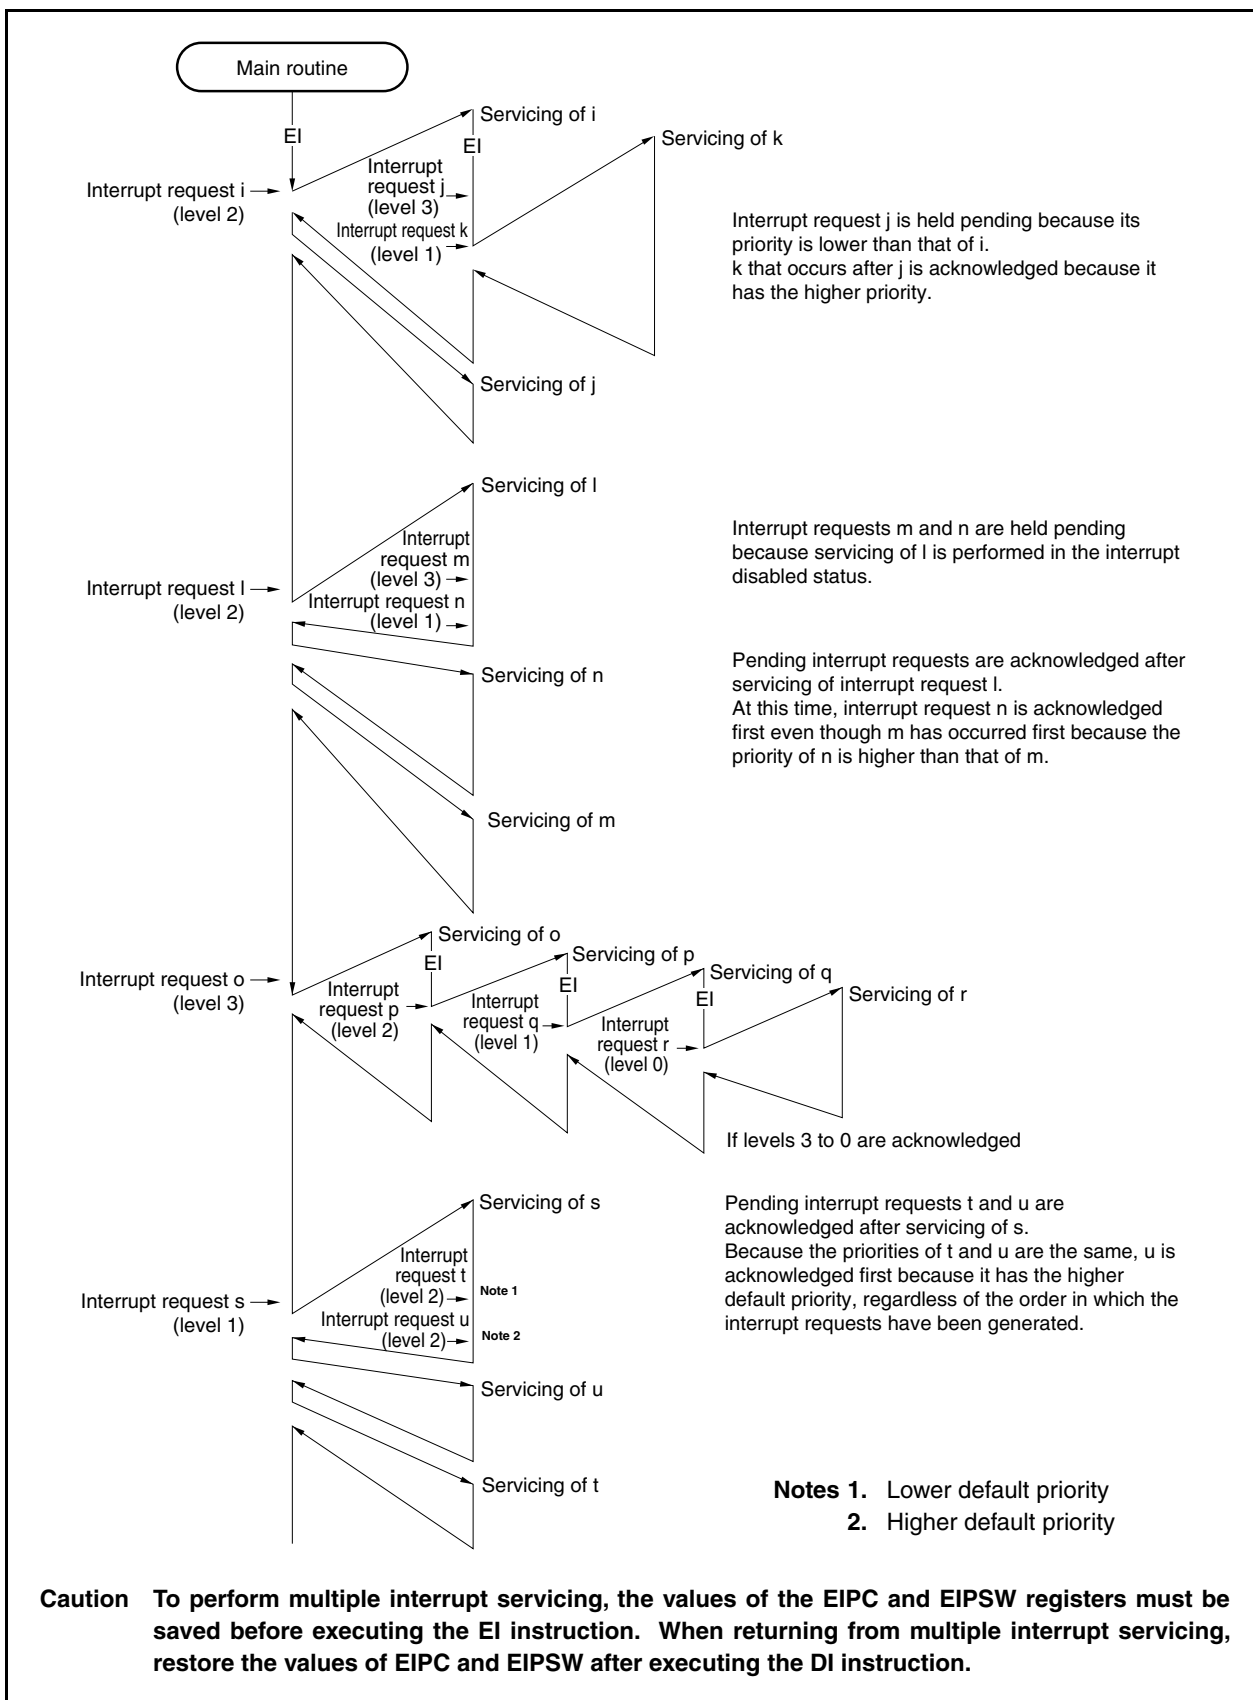 Main routine
EI
Servicing of i
EI
Servicing of k
Interrupt
request j
(level 3)
Interrupt request i
(level 2)
Interrupt request k
(level 1)
Interrupt request j is held pending because its
priority is lower than that of i.
k that occurs after j is acknowledged because it
has the higher priority.
Servicing of j
Servicing of l
Interrupt
request m
(level 3)
Interrupt request l
(level 2)
Interrupt request n
(level 1)
Interrupt requests m and n are held pending
because servicing of l is performed in the interrupt
disabled status.
Servicing of n
Pending interrupt requests are acknowledged after
servicing of interrupt request l.
At this time, interrupt request n is acknowledged
first even though m has occurred first because the
priority of n is higher than that of m.
Servicing of m
Servicing of o
EI
Servicing of p
EI
Servicing of q
EI
Servicing of r
Interrupt request o
(level 3)
Interrupt
request p
(level 2)
Interrupt
request q
(level 1)
Interrupt
request r
(level 0)
If levels 3 to 0 are acknowledged
Servicing of s
Interrupt
request t
(level 2)
Note 1
Interrupt request s
(level 1)
Interrupt request u
(level 2)
Note 2
Pending interrupt requests t and u are
acknowledged after servicing of s.
Because the priorities of t and u are the same, u is
acknowledged first because it has the higher
default priority, regardless of the order in which the
interrupt requests have been generated.
Servicing of u
Servicing of t
Notes 1. Lower default priority
2. Higher default priority
Caution To perform multiple interrupt servicing, the values of the EIPC and EIPSW registers must be
saved before executing the EI instruction. When returning from multiple interrupt servicing,
restore the values of EIPC and EIPSW after executing the DI instruction.